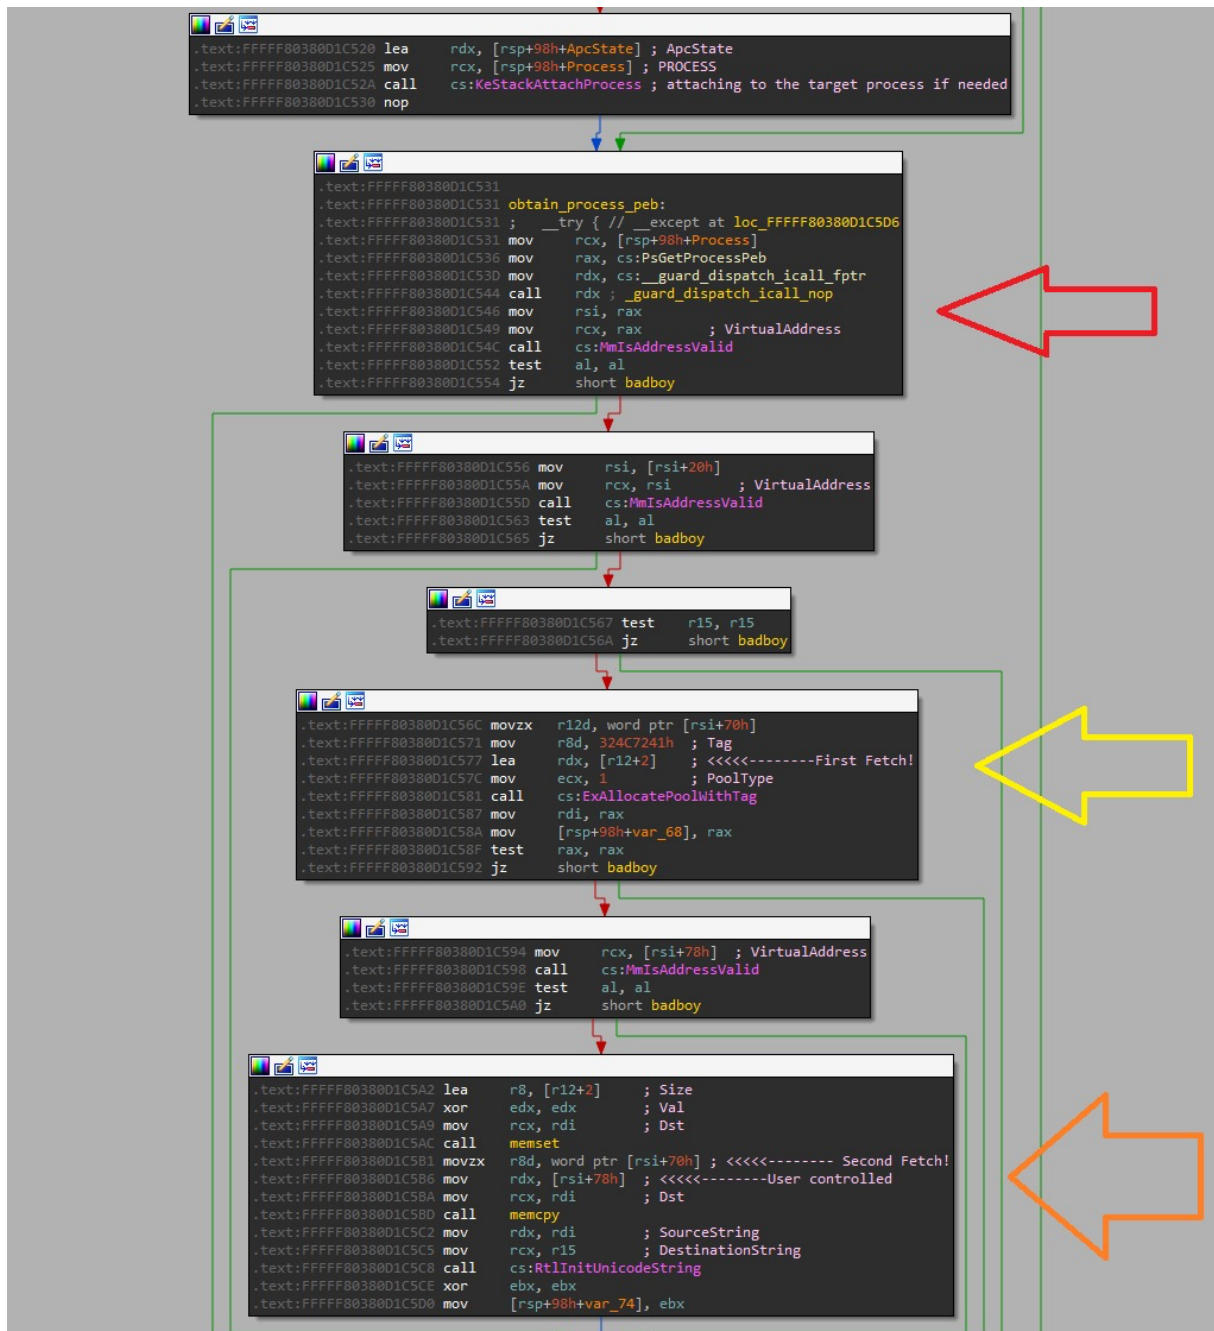 .text:FFFFF80380D1C520 lea rdx, [rsp+98h+ApcState] ; ApcState
.text:FFFFF80380D1C525 mov rcx, [rsp+98h+Process] ; PROCESS
.text:FFFFF80380D1C52A call cs:KeStackAttachProcess ; attaching to the target process if needed
.text:FFFFF80380D1C530 nop
.text:FFFFF80380D1C531
.text:FFFFF80380D1C531 obtain_process_peb:
.text:FFFFF80380D1C531 ; __try { // __except at loc_FFFFF80380D1C5D6
.text:FFFFF80380D1C531 mov rcx, [rsp+98h+Process]
.text:FFFFF80380D1C536 mov rax, cs:PsGetProcessPeb
.text:FFFFF80380D1C53D mov rdx, cs:__guard_dispatch_icall_fptr
.text:FFFFF80380D1C544 call rdx ; _guard_dispatch_icall_nop
.text:FFFFF80380D1C546 mov rsi, rax
.text:FFFFF80380D1C549 mov rcx, rax ; VirtualAddress
.text:FFFFF80380D1C54C call cs:MmIsAddressValid
.text:FFFFF80380D1C552 test al, al
.text:FFFFF80380D1C554 jz short badboy
.text:FFFFF80380D1C556 mov rsi, [rsi+20h]
.text:FFFFF80380D1C55A mov rcx, rsi ; VirtualAddress
.text:FFFFF80380D1C55D call cs:MmIsAddressValid
.text:FFFFF80380D1C563 test al, al
.text:FFFFF80380D1C565 jz short badboy
.text:FFFFF80380D1C567 test r15, r15
.text:FFFFF80380D1C56A jz short badboy
.text:FFFFF80380D1C56C movzx r12d, word ptr [rsi+70h]
.text:FFFFF80380D1C571 mov r8d, 324C7241h ; Tag
.text:FFFFF80380D1C577 lea rdx, [r12+2] ; <<<<<--------First Fetch!
.text:FFFFF80380D1C57C mov ecx, 1 ; PoolType
.text:FFFFF80380D1C581 call cs:ExAllocatePoolWithTag
.text:FFFFF80380D1C587 mov rdi, rax
.text:FFFFF80380D1C58A mov [rsp+98h+var_68], rax
.text:FFFFF80380D1C58F test rax, rax
.text:FFFFF80380D1C592 jz short badboy
.text:FFFFF80380D1C594 mov rcx, [rsi+78h] ; VirtualAddress
.text:FFFFF80380D1C598 call cs:MmIsAddressValid
.text:FFFFF80380D1C59E test al, al
.text:FFFFF80380D1C5A0 jz short badboy
.text:FFFFF80380D1C5A2 lea r8, [r12+2] ; Size
.text:FFFFF80380D1C5A7 xor edx, edx ; Val
.text:FFFFF80380D1C5A9 mov rcx, rdi ; Dst
.text:FFFFF80380D1C5AC call memset
.text:FFFFF80380D1C5B1 movzx r8d, word ptr [rsi+70h] ; <<<<<-------- Second Fetch!
.text:FFFFF80380D1C5B6 mov rdx, [rsi+78h] ; <<<<<--------User controlled
.text:FFFFF80380D1C5BA mov rcx, rdi ; Dst
.text:FFFFF80380D1C5BD call memcpy
.text:FFFFF80380D1C5C2 mov rdx, rdi ; SourceString
.text:FFFFF80380D1C5C5 mov rcx, r15 ; DestinationString
.text:FFFFF80380D1C5C8 call cs:RtlInitUnicodeString
.text:FFFFF80380D1C5CE xor ebx, ebx
.text:FFFFF80380D1C5D0 mov [rsp+98h+var_74], ebx